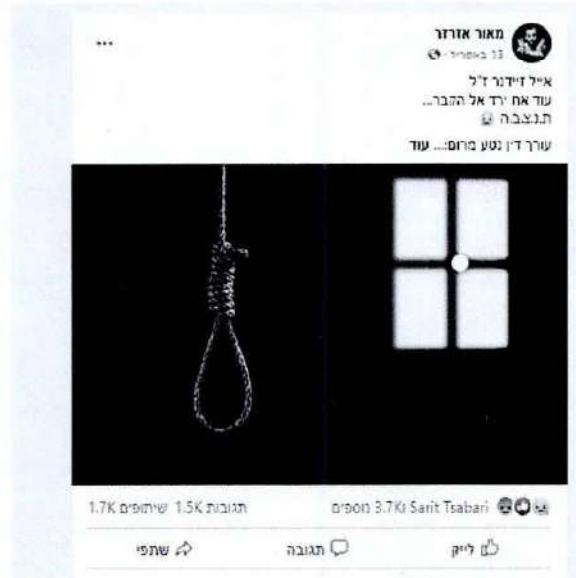 מאור אזרזר
13 באפריל
אייל זיידנר ז"ל
עוד אח ירד אל הקבר...
ת.נ.צ.ב.ה
עורך דין נטע מרום:... עוד
Sarit Tsabari ו3.7K נוספים
1.5K תגובות 1.7K שיתופים
לייק
תגובה
שתפי